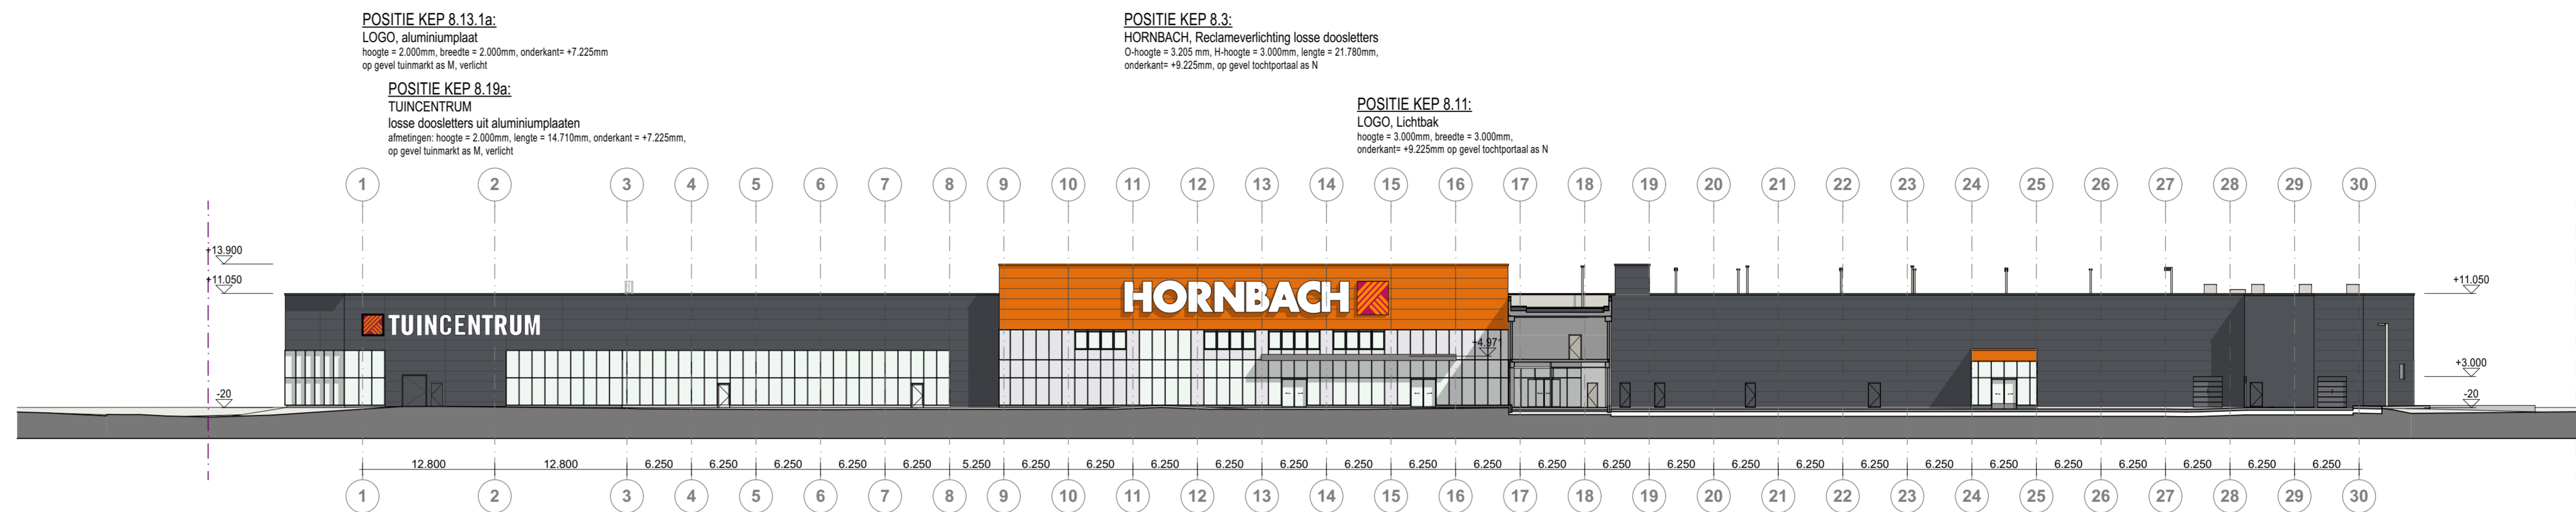 POSITIE KEP 8.13.1a:
LOGO, aluminiumplaat
hoogte = 2.000mm, breedte = 2.000mm, onderkant= +7.225mm
op gevel tuinmarkt as M, verlicht
POSITIE KEP 8.19a:
TUINCENTRUM
losse doosletters uit aluminiumplaaten
afmetingen: hoogte = 2.000mm, lengte = 14.710mm, onderkant = +7.225mm,
op gevel tuinmarkt as M, verlicht
POSITIE KEP 8.3:
HORNBACH, Reclameverlichting losse doosletters
O-hoogte = 3.205 mm, H-hoogte = 3.000mm, lengte = 21.780mm,
onderkant= +9.225mm, op gevel tochtportaal as N
POSITIE KEP 8.11:
LOGO, Lichtbak
hoogte = 3.000mm, breedte = 3.000mm,
onderkant= +9.225mm op gevel tochtportaal as N
1 2 3 4 5 6 7 8 9 10 11 12 13 14 15 16 17 18 19 20 21 22 23 24 25 26 27 28 29 30
+13.900
+11.050
+11.050
HORNBACH
TUINCENTRUM
+3.000
-20
-20
12.800 12.800 6.250 6.250 6.250 6.250 6.250 5.250 6.250 6.250 6.250 6.250 6.250 6.250 6.250 6.250 6.250 6.250 6.250 6.250 6.250 6.250 6.250 6.250 6.250 6.250 6.250 6.250 6.250
1 2 3 4 5 6 7 8 9 10 11 12 13 14 15 16 17 18 19 20 21 22 23 24 25 26 27 28 29 30